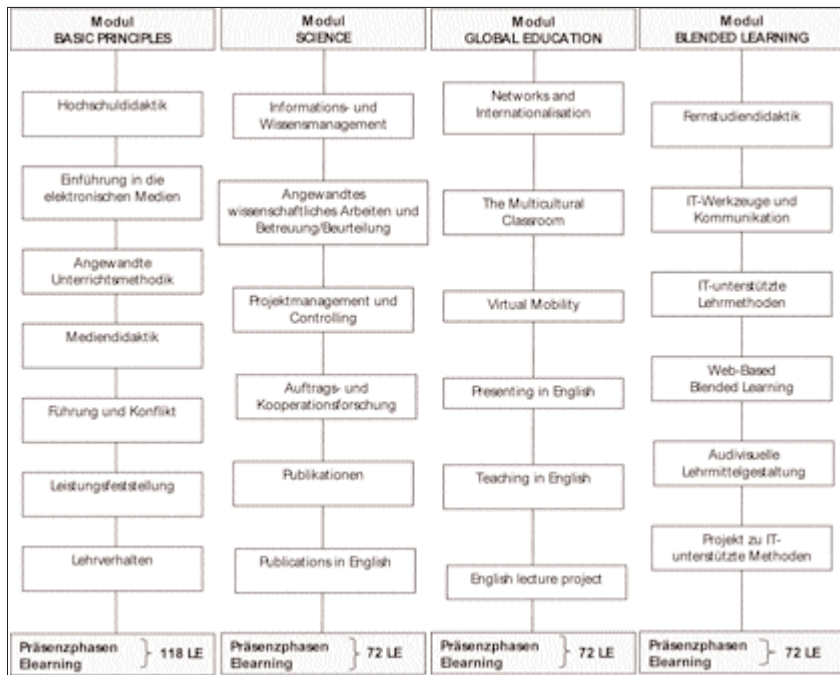 Modul
BASIC PRINCIPLES
Hochschuldidaktik
Einführung in die
elektronischen Medien
Angewandte
Unterrichtsmethodik
Mediendidaktik
Führung und Konflikt
Leistungsfeststellung
Lehrverhalten
Präsenzphasen
Elearning
118 LE
Modul
SCIENCE
Informations- und
Wissensmanagement
Angewandtes
wissenschaftliches Arbeiten und
Betreuung/Beurteilung
Projektmanagement und
Controlling
Auftrags- und
Kooperationsforschung
Publikationen
Publications in English
Präsenzphasen
Elearning
72 LE
Modul
GLOBAL EDUCATION
Networks and
Internationalisation
The Multicultural
Classroom
Virtual Mobility
Presenting in English
Teaching in English
English lecture project
Präsenzphasen
Elearning
72 LE
Modul
BLENDED LEARNING
Fernstudiendidaktik
IT-Werkzeuge und
Kommunikation
IT-unterstützte
Lehrmethoden
Web-Based
Blended Learning
Audivisuelle
Lehrmittelgestaltung
Projekt zu IT-
unterstützte Methoden
Präsenzphasen
Elearning
72 LE